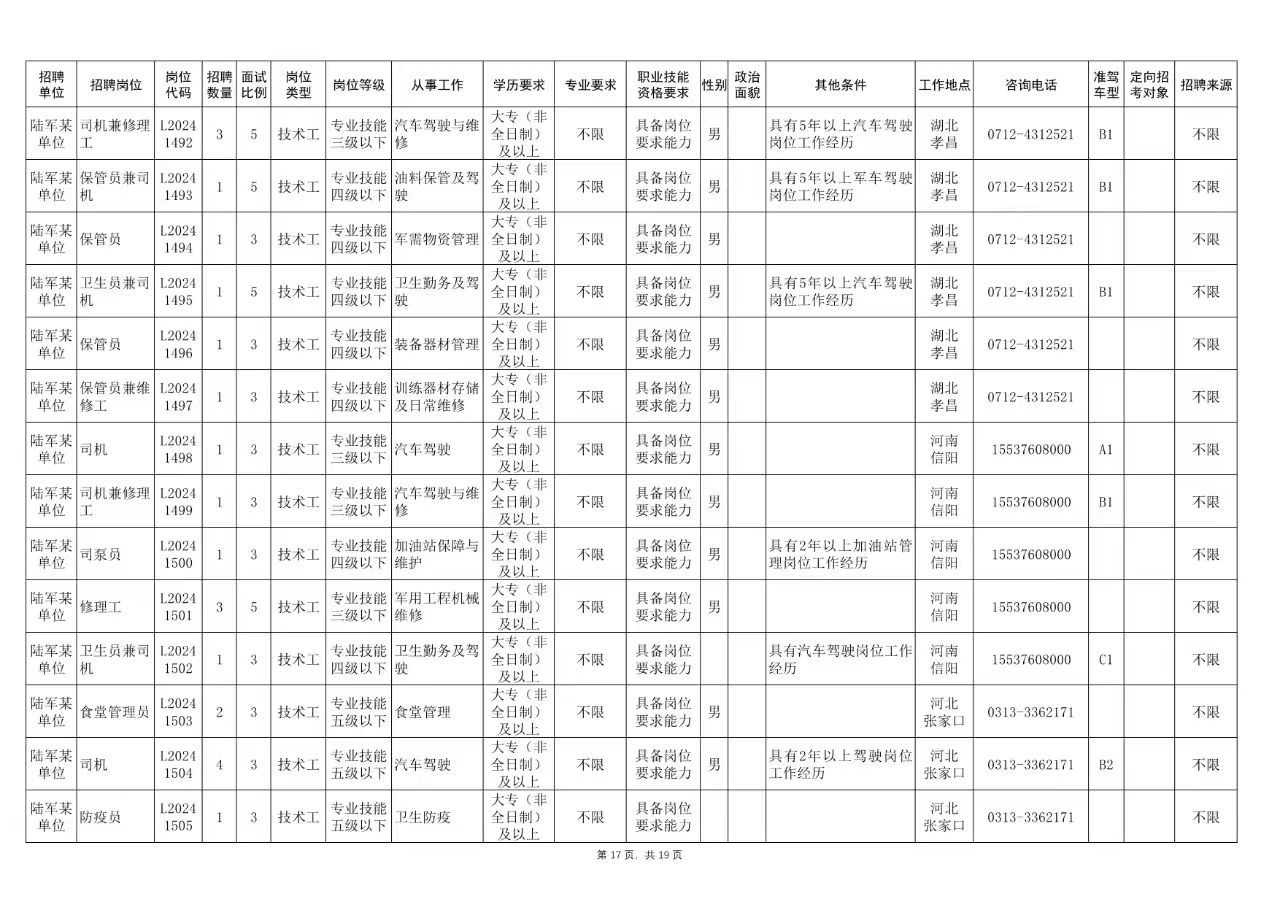 招聘单位 招聘岗位 岗位代码 招聘数量 面试比例 岗位类型 岗位等级 从事工作 学历要求 专业要求 职业技能资格要求 性别 政治面貌 其他条件 工作地点 咨询电话 准驾车型 定向招考对象 招聘来源
陆军某单位 司机兼修理工 L20241492 3 5 技术工 专业技能三级以下 汽车驾驶与维修 大专（非全日制）及以上 不限 具备岗位要求能力 男 具有5年以上汽车驾驶岗位工作经历 湖北孝昌 0712-4312521 B1 不限
陆军某单位 保管员兼司机 L20241493 1 5 技术工 专业技能四级以下 油料保管及驾驶 大专（非全日制）及以上 不限 具备岗位要求能力 男 具有5年以上军车驾驶岗位工作经历 湖北孝昌 0712-4312521 B1 不限
陆军某单位 保管员 L20241494 1 3 技术工 专业技能四级以下 军需物资管理 大专（非全日制）及以上 不限 具备岗位要求能力 男 湖北孝昌 0712-4312521 不限
陆军某单位 卫生员兼司机 L20241495 1 5 技术工 专业技能四级以下 卫生勤务及驾驶 大专（非全日制）及以上 不限 具备岗位要求能力 男 具有5年以上汽车驾驶岗位工作经历 湖北孝昌 0712-4312521 B1 不限
陆军某单位 保管员 L20241496 1 3 技术工 专业技能四级以下 装备器材管理 大专（非全日制）及以上 不限 具备岗位要求能力 男 湖北孝昌 0712-4312521 不限
陆军某单位 保管员兼维修工 L20241497 1 3 技术工 专业技能四级以下 训练器材存储及日常维修 大专（非全日制）及以上 不限 具备岗位要求能力 男 湖北孝昌 0712-4312521 不限
陆军某单位 司机 L20241498 1 3 技术工 专业技能三级以下 汽车驾驶 大专（非全日制）及以上 不限 具备岗位要求能力 男 河南信阳 15537608000 A1 不限
陆军某单位 司机兼修理工 L20241499 1 3 技术工 专业技能三级以下 汽车驾驶与维修 大专（非全日制）及以上 不限 具备岗位要求能力 男 河南信阳 15537608000 B1 不限
陆军某单位 司泵员 L20241500 1 3 技术工 专业技能四级以下 加油站保障与维护 大专（非全日制）及以上 不限 具备岗位要求能力 男 具有2年以上加油站管理岗位工作经历 河南信阳 15537608000 不限
陆军某单位 修理工 L20241501 3 5 技术工 专业技能三级以下 军用工程机械维修 大专（非全日制）及以上 不限 具备岗位要求能力 男 河南信阳 15537608000 不限
陆军某单位 卫生员兼司机 L20241502 1 3 技术工 专业技能四级以下 卫生勤务及驾驶 大专（非全日制）及以上 不限 具备岗位要求能力 具有汽车驾驶岗位工作经历 河南信阳 15537608000 C1 不限
陆军某单位 食堂管理员 L20241503 2 3 技术工 专业技能五级以下 食堂管理 大专（非全日制）及以上 不限 具备岗位要求能力 男 河北张家口 0313-3362171 不限
陆军某单位 司机 L20241504 4 3 技术工 专业技能五级以下 汽车驾驶 大专（非全日制）及以上 不限 具备岗位要求能力 男 具有2年以上驾驶岗位工作经历 河北张家口 0313-3362171 B2 不限
陆军某单位 防疫员 L20241505 1 3 技术工 专业技能五级以下 卫生防疫 大专（非全日制）及以上 不限 具备岗位要求能力 河北张家口 0313-3362171 不限
第 17 页、共 19 页